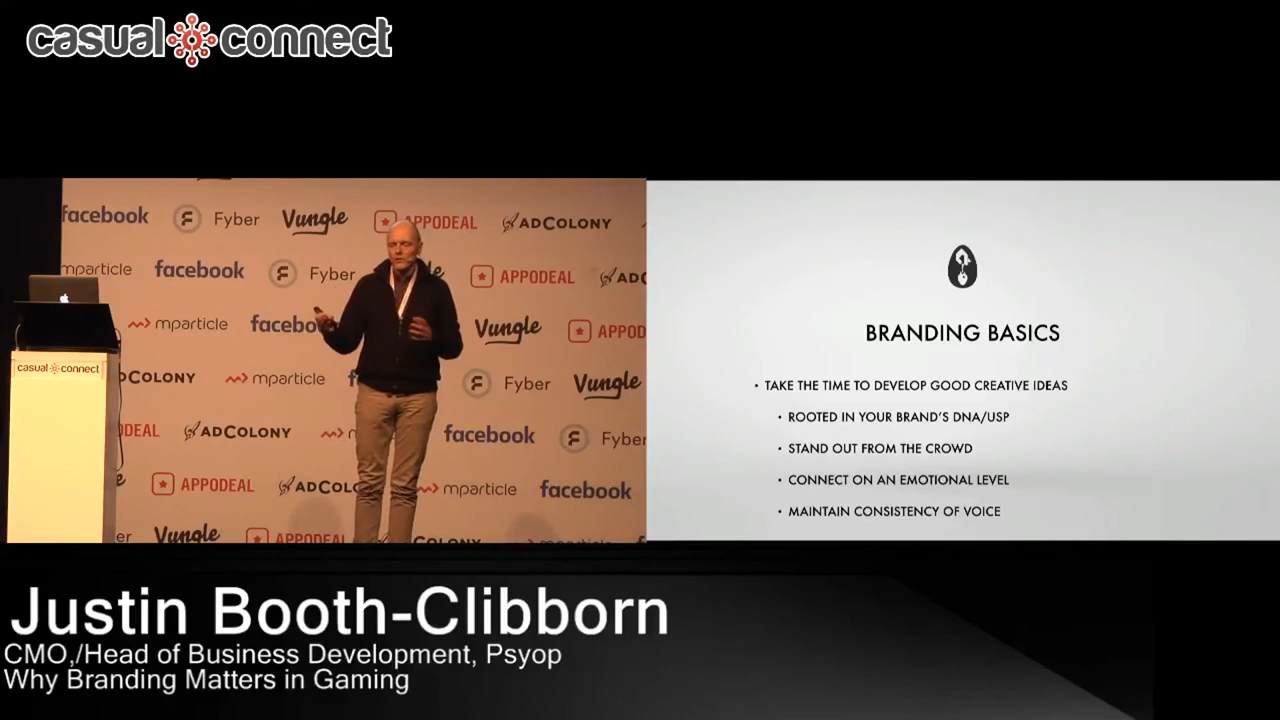 casual connect
facebook Fyber Vungle APPODEAL ADCOLONY
mparticle facebook Fyber APPODEAL
mparticle Vungle
casual connect
mparticle Fyber Vungle
ADCOLONY facebook Fyber
APPODEAL mparticle facebook
Vungle APPODEAL
BRANDING BASICS
• TAKE THE TIME TO DEVELOP GOOD CREATIVE IDEAS
• ROOTED IN YOUR BRAND'S DNA/USP
• STAND OUT FROM THE CROWD
• CONNECT ON AN EMOTIONAL LEVEL
• MAINTAIN CONSISTENCY OF VOICE
Justin Booth-Clibborn
CMO,/Head of Business Development, Psyop
Why Branding Matters in Gaming